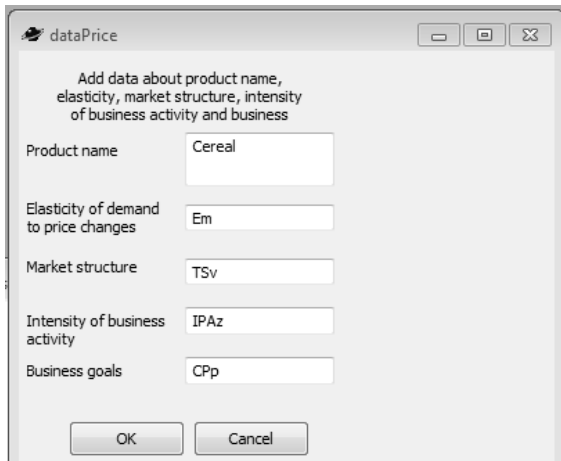 dataPrice
Add data about product name,
elasticity, market structure, intensity
of business activity and business
Product name
Cereal
Elasticity of demand
to price changes
Em
Market structure
TSv
Intensity of business
activity
IPAz
Business goals
CPp
OK
Cancel